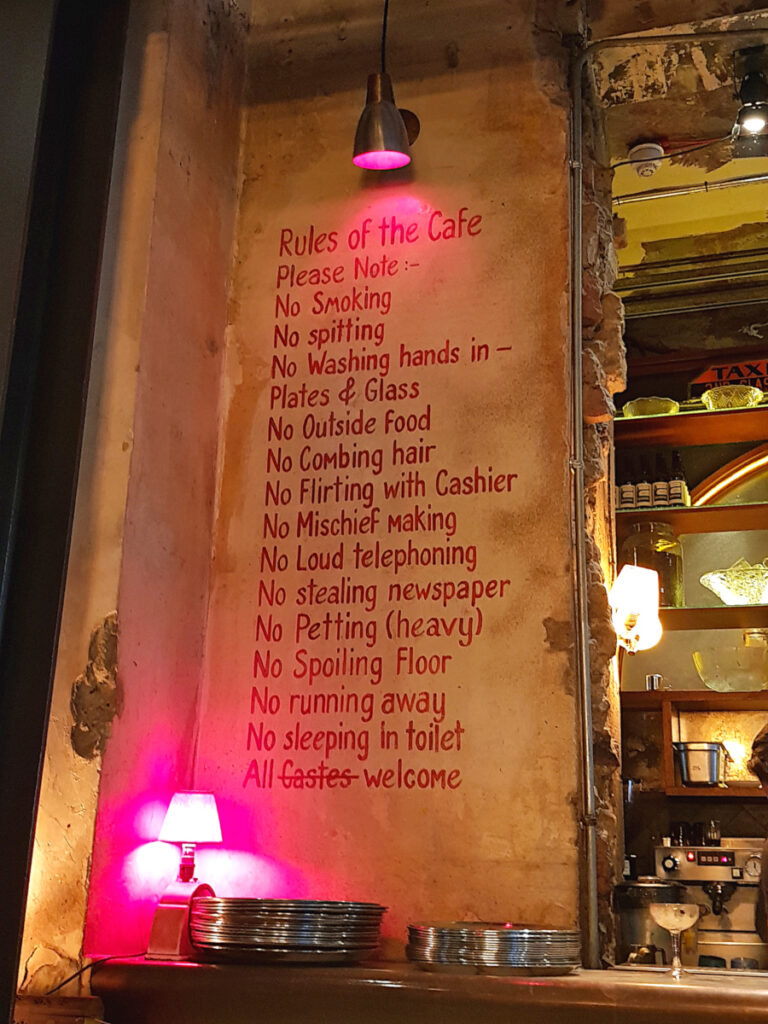 Rules of the Cafe
Please Note :-
No Smoking
No spitting
No Washing hands in -
Plates & Glass
No Outside Food
No Combing hair
No Flirting with Cashier
No Mischief Making
No Loud telephoning
No stealing newspaper
No Petting (heavy)
No Spoiling Floor
No running away
No sleeping in toilet
All Castes welcome
TAXI